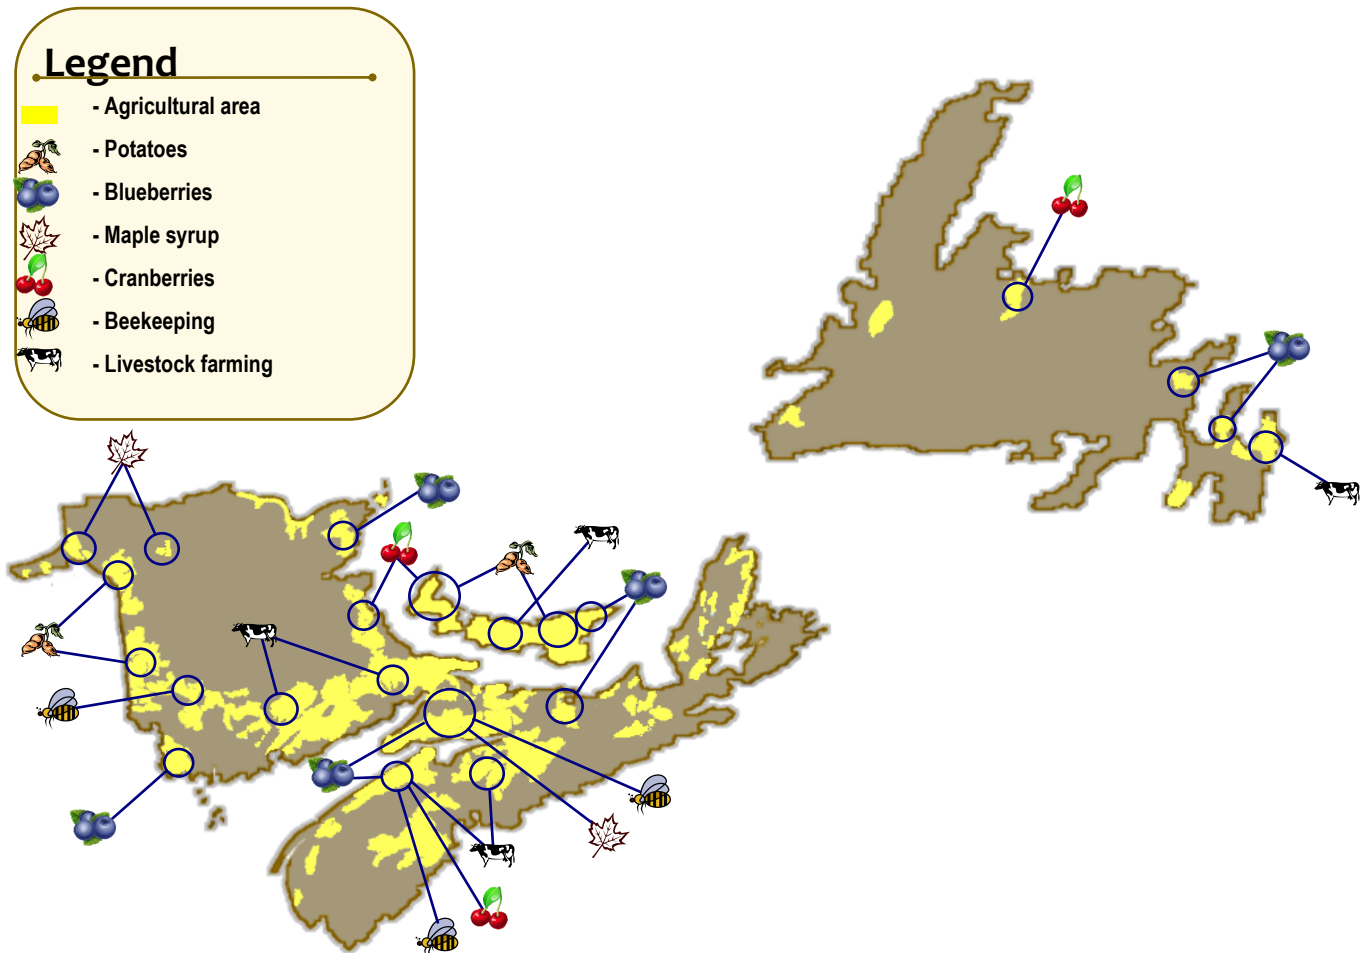 Legend
- Agricultural area
- Potatoes
- Blueberries
- Maple syrup
- Cranberries
- Beekeeping
- Livestock farming